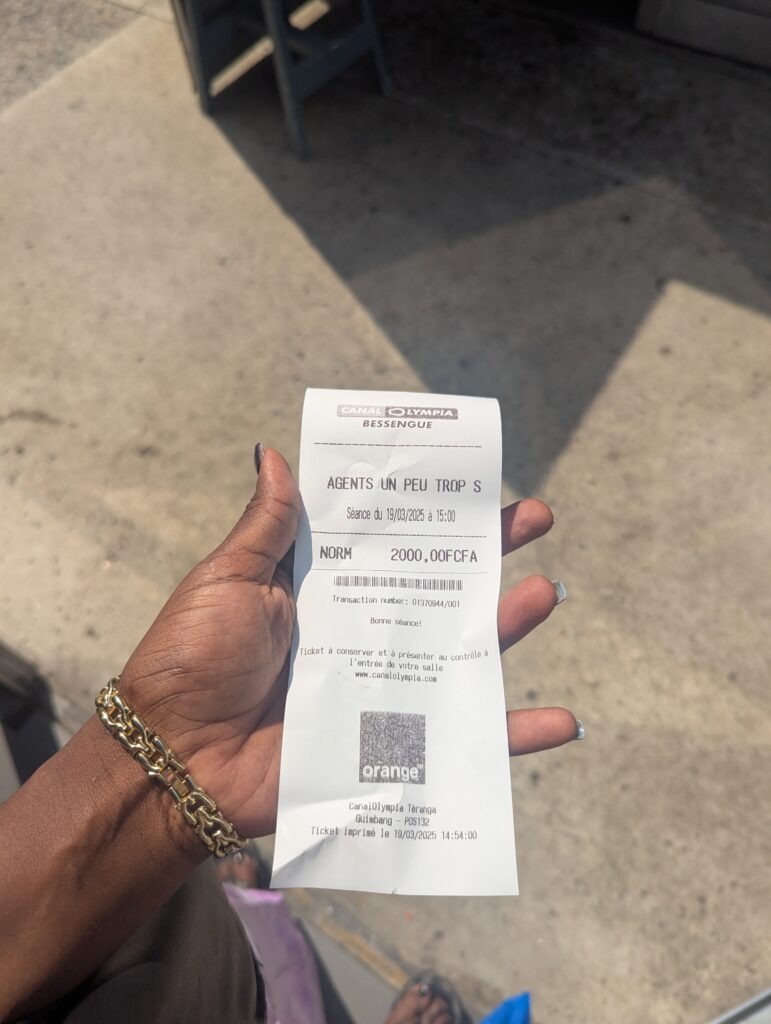 CANAL OLYMPIA
BESSENGUE
AGENTS UN PEU TROP S
Séance du 19/03/2025 à 15:00
NORM 2000,00FCFA
Transaction number: 01370944/001
Bonne séance!
Ticket à conserver et à présenter au contrôle à
l'entrée de votre salle
www.canalolympia.com
orange™
CanalOlympia Téranga
Guimbang - POS132
Ticket imprimé le 19/03/2025 14:54:00